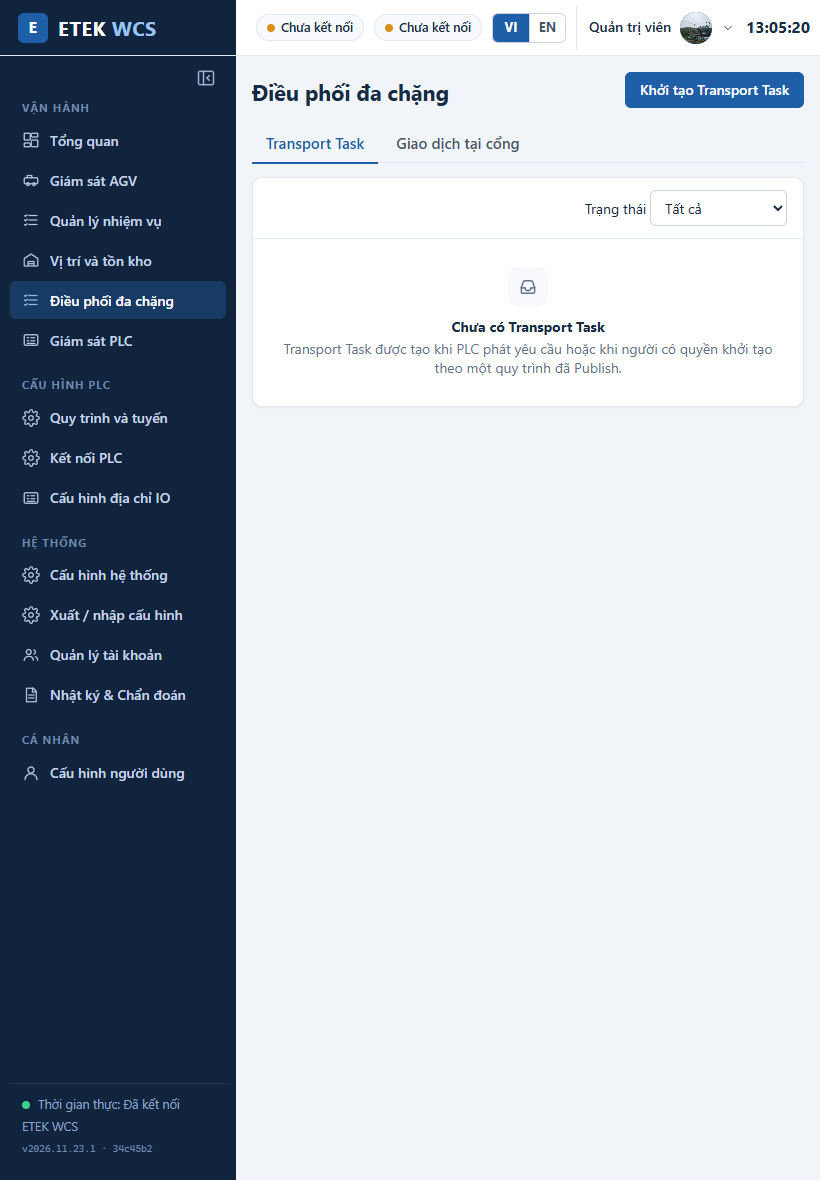 E ETEK WCS
Chưa kết nối
Chưa kết nối
VI EN
Quản trị viên
13:05:20
VẬN HÀNH
Tổng quan
Giám sát AGV
Quản lý nhiệm vụ
Vị trí và tồn kho
Điều phối đa chặng
Giám sát PLC
CẤU HÌNH PLC
Quy trình và tuyến
Kết nối PLC
Cấu hình địa chỉ IO
HỆ THỐNG
Cấu hình hệ thống
Xuất / nhập cấu hình
Quản lý tài khoản
Nhật ký & Chẩn đoán
CÁ NHÂN
Cấu hình người dùng
Thời gian thực: Đã kết nối
ETEK WCS
v2026.11.23.1 · 34c45b2
Điều phối đa chặng
Khởi tạo Transport Task
Transport Task
Giao dịch tại cổng
Trạng thái
Tất cả
Chưa có Transport Task
Transport Task được tạo khi PLC phát yêu cầu hoặc khi người có quyền khởi tạo
theo một quy trình đã Publish.